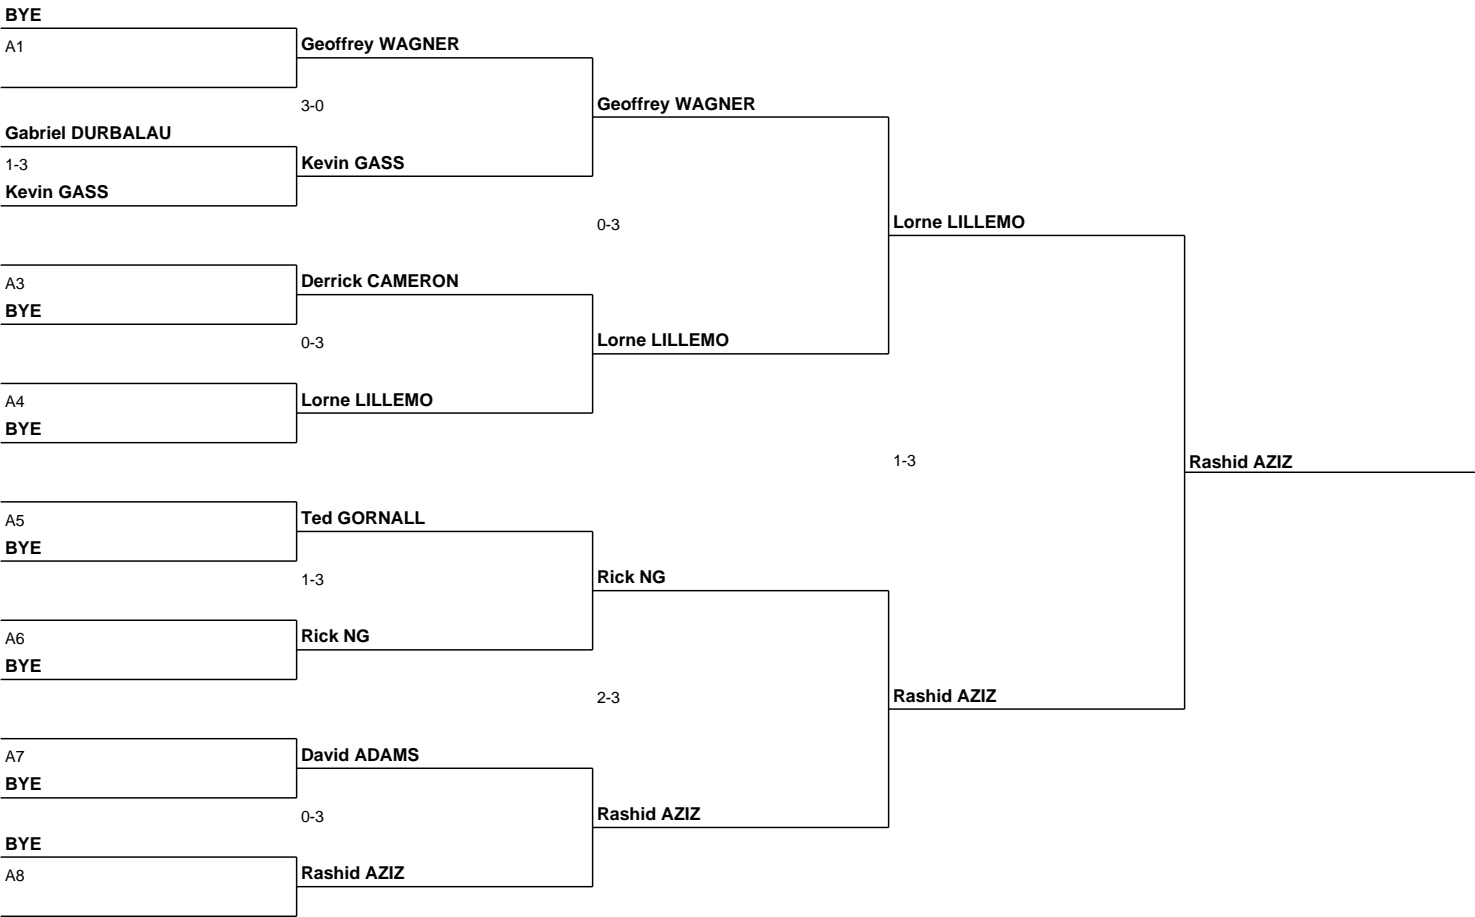 BYE
A1
Geoffrey WAGNER
3-0
Geoffrey WAGNER
Gabriel DURBALAU
1-3
Kevin GASS
Kevin GASS
0-3
Lorne LILLEMO
A3
BYE
Derrick CAMERON
0-3
Lorne LILLEMO
A4
BYE
Lorne LILLEMO
1-3
Rashid AZIZ
A5
BYE
Ted GORNALL
1-3
Rick NG
A6
BYE
Rick NG
2-3
Rashid AZIZ
A7
BYE
David ADAMS
0-3
Rashid AZIZ
BYE
A8
Rashid AZIZ